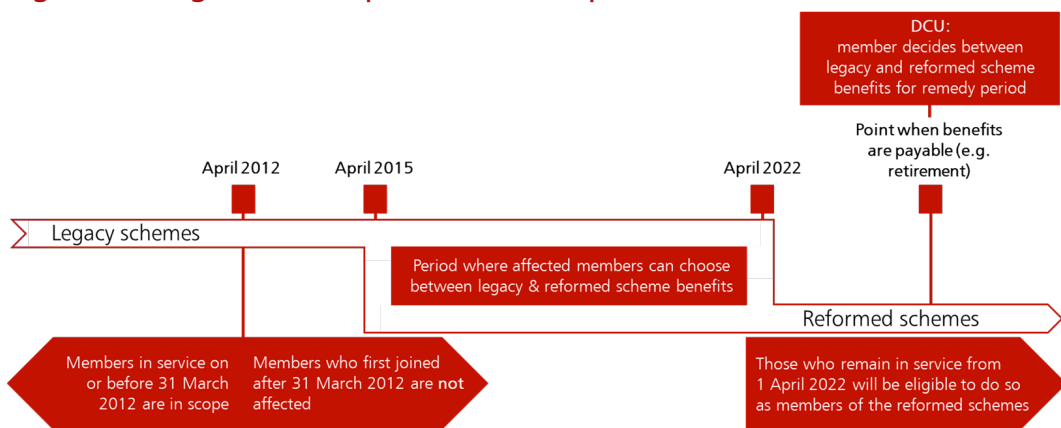 DCU:
member decides between
legacy and reformed scheme
benefits for remedy period
Point when benefits
are payable (e.g.
retirement)
April 2012
April 2015
April 2022
Legacy schemes
Period where affected members can choose
between legacy & reformed scheme benefits
Reformed schemes
Members in service on
or before 31 March
2012 are in scope
Members who first joined
after 31 March 2012 are not
affected
Those who remain in service from
1 April 2022 will be eligible to do so
as members of the reformed schemes